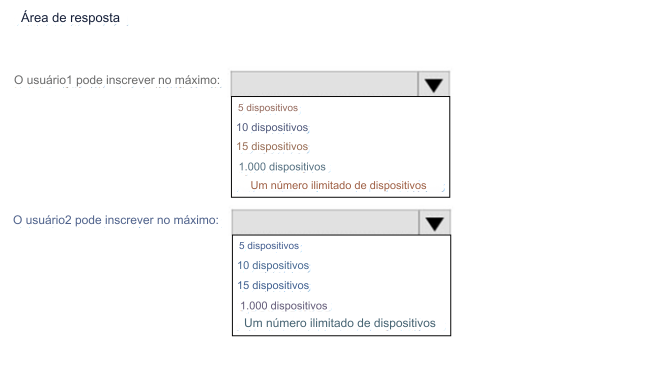 Área de resposta
O usuário1 pode inscrever no máximo:
5 dispositivos
10 dispositivos
15 dispositivos
1.000 dispositivos
Um número ilimitado de dispositivos
O usuário2 pode inscrever no máximo:
5 dispositivos
10 dispositivos
15 dispositivos
1.000 dispositivos
Um número ilimitado de dispositivos